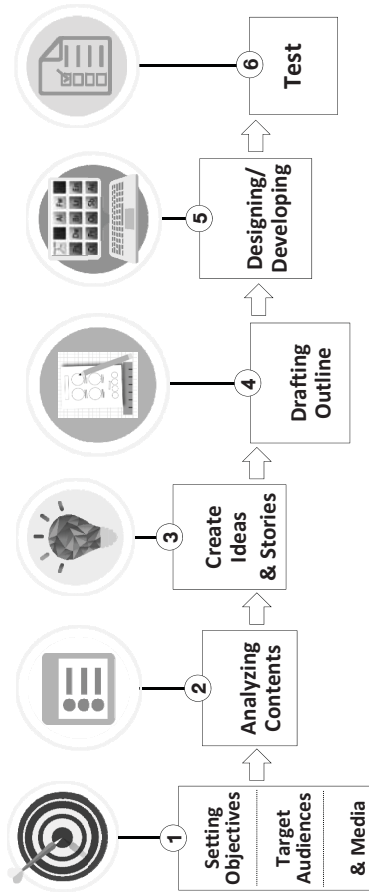 1
Setting
Objectives
Target
Audiences
& Media
2
Analyzing
Contents
3
Create
Ideas
& Stories
4
Drafting
Outline
5
Designing/
Developing
6
Test